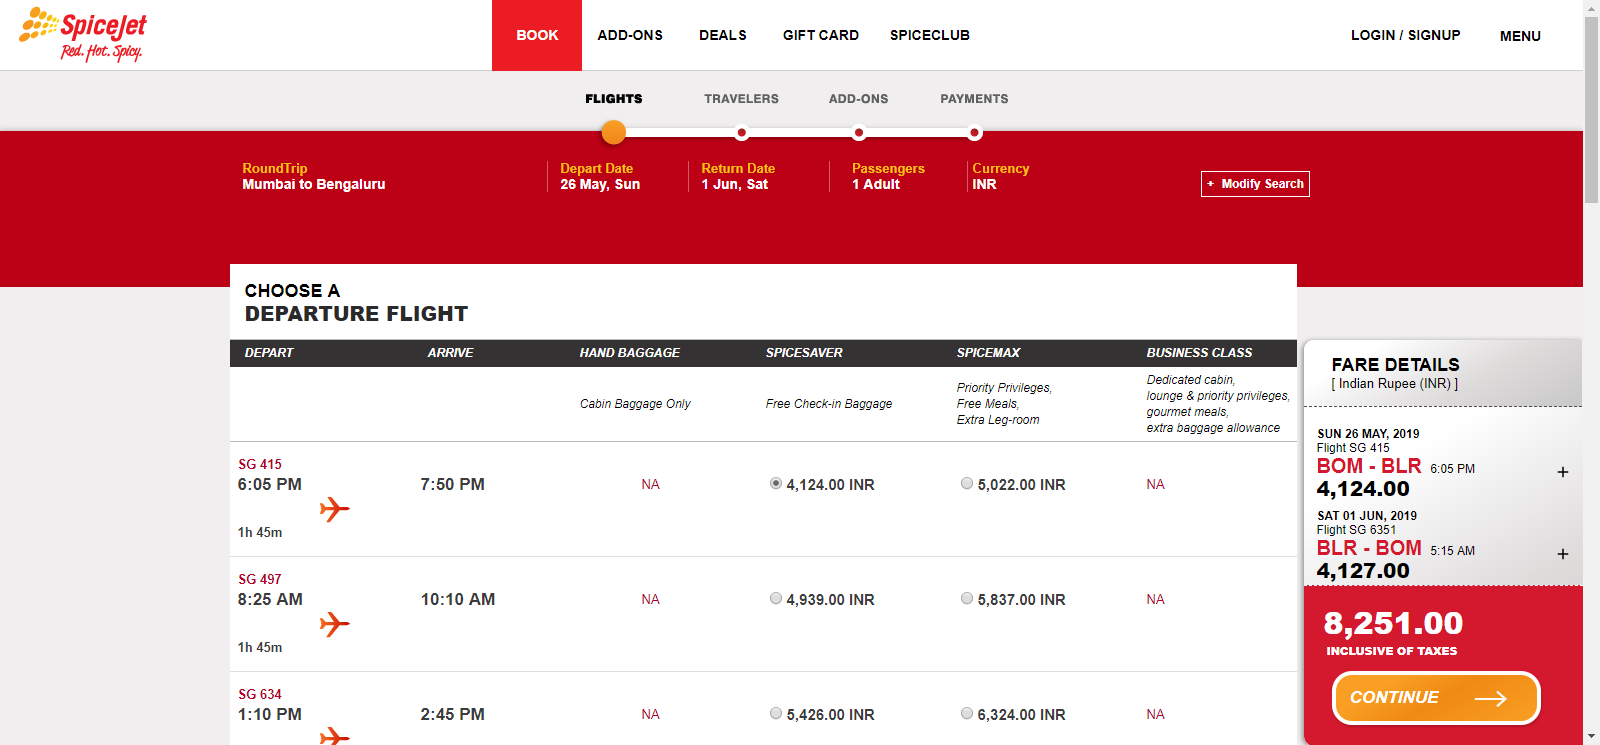 SpiceJet
Red. Hot. Spicy.
BOOK ADD-ONS DEALS GIFT CARD SPICECLUB LOGIN / SIGNUP MENU
FLIGHTS TRAVELERS ADD-ONS PAYMENTS
RoundTrip
Mumbai to Bengaluru
Depart Date
26 May, Sun
Return Date
1 Jun, Sat
Passengers
1 Adult
Currency
INR
+ Modify Search
CHOOSE A
DEPARTURE FLIGHT
DEPART ARRIVE HAND BAGGAGE SPICESAVER SPICEMAX BUSINESS CLASS
Cabin Baggage Only
Free Check-in Baggage
Priority Privileges,
Free Meals,
Extra Leg-room
Dedicated cabin,
lounge & priority privileges,
gourmet meals,
extra baggage allowance
SG 415
6:05 PM 7:50 PM NA 4,124.00 INR 5,022.00 INR NA
1h 45m
SG 497
8:25 AM 10:10 AM NA 4,939.00 INR 5,837.00 INR NA
1h 45m
SG 634
1:10 PM 2:45 PM NA 5,426.00 INR 6,324.00 INR NA
FARE DETAILS
[ Indian Rupee (INR) ]
SUN 26 MAY, 2019
Flight SG 415
BOM - BLR 6:05 PM +
4,124.00
SAT 01 JUN, 2019
Flight SG 6351
BLR - BOM 5:15 AM +
4,127.00
8,251.00
INCLUSIVE OF TAXES
CONTINUE